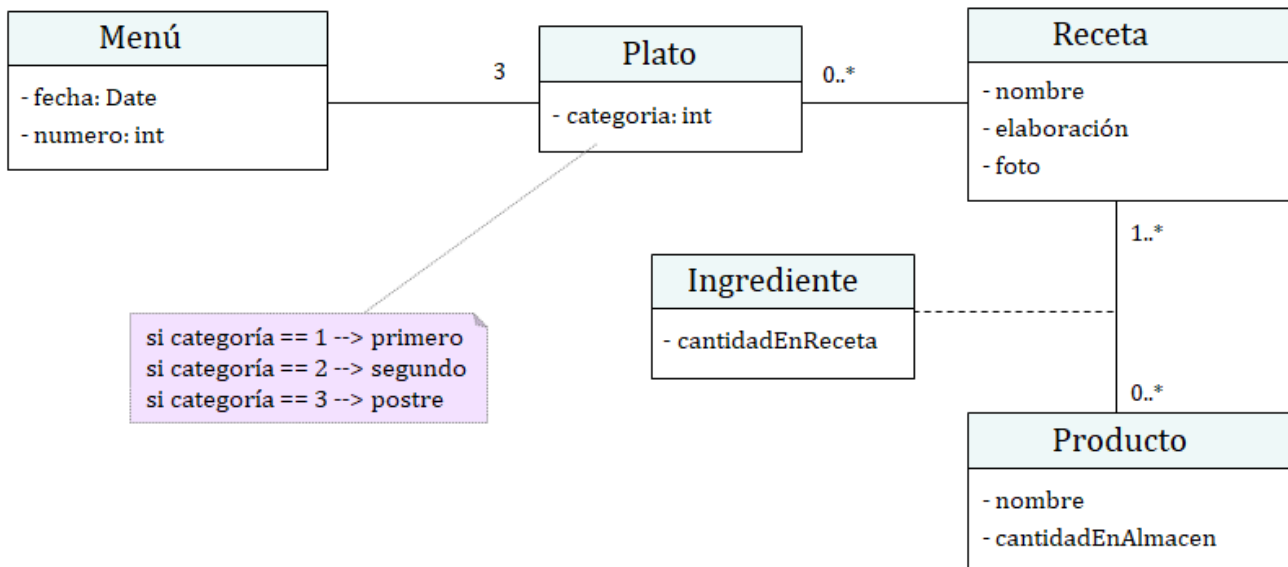 Menú
- fecha: Date
- numero: int
3
Plato
- categoria: int
0..*
Receta
- nombre
- elaboración
- foto
1..*
Ingrediente
- cantidadEnReceta
si categoría == 1 --> primero
si categoría == 2 --> segundo
si categoría == 3 --> postre
0..*
Producto
- nombre
- cantidadEnAlmacen